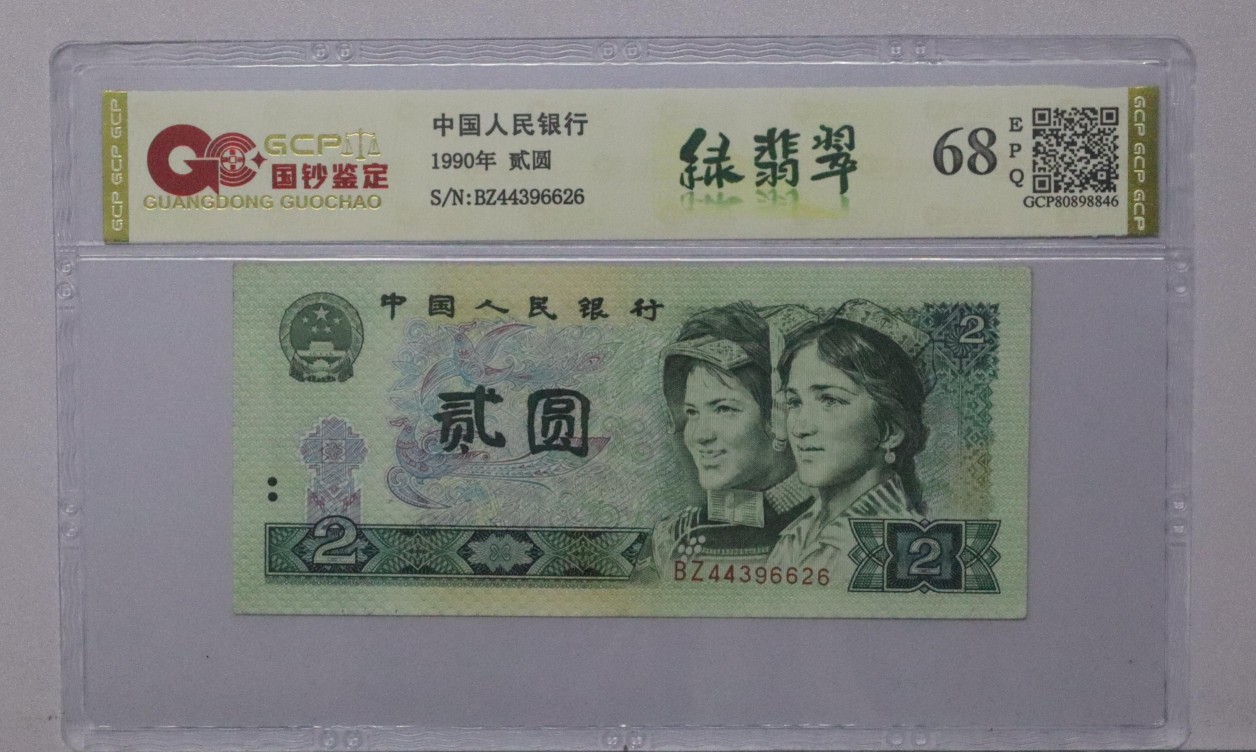 GCP
国钞鉴定
GUANGDONG GUOCHAO
中国人民银行
1990年 贰圆
S/N:BZ44396626
绿翡翠
68
EPQ
GCP80898846
GCP GCP GCP
GCP GCP GCP
中国人民银行
2
贰圆
2
BZ44396626
2